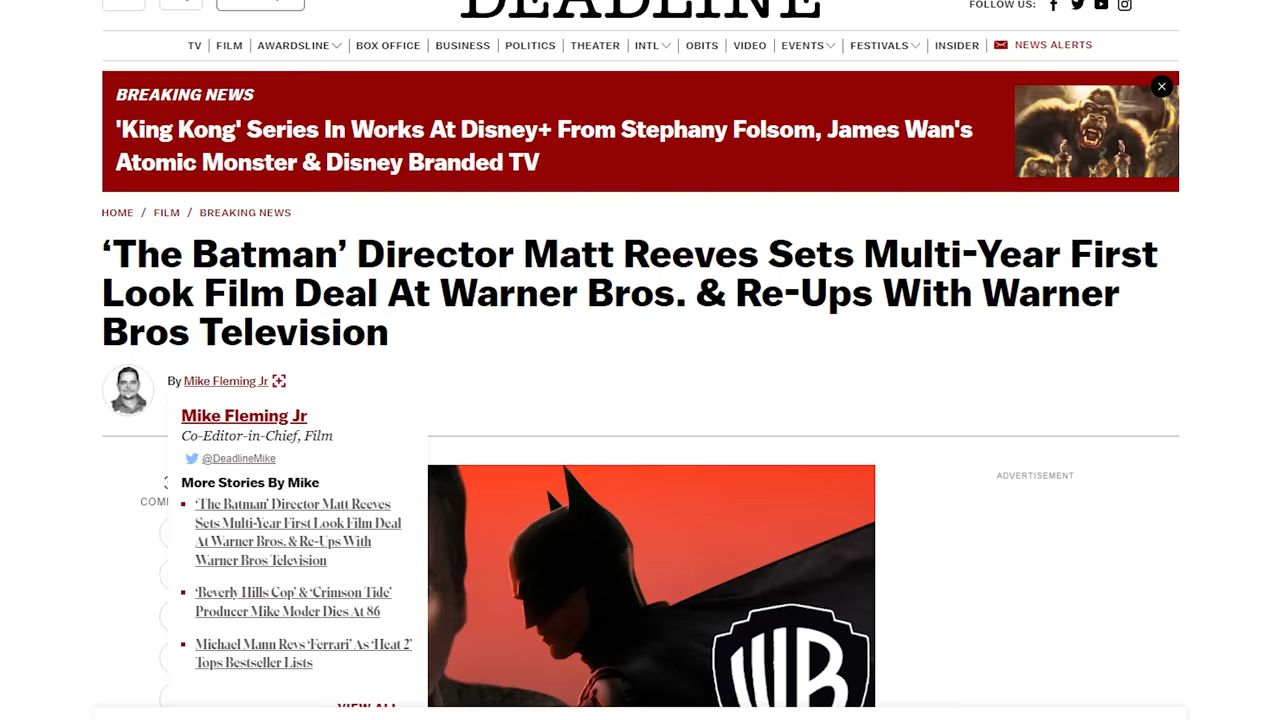 DEADLINE
FOLLOW US:
TV FILM AWARDSLINE BOX OFFICE BUSINESS POLITICS THEATER INTL OBITS VIDEO EVENTS FESTIVALS INSIDER NEWS ALERTS
BREAKING NEWS
'King Kong' Series In Works At Disney+ From Stephany Folsom, James Wan's
Atomic Monster & Disney Branded TV
HOME / FILM / BREAKING NEWS
‘The Batman’ Director Matt Reeves Sets Multi-Year First
Look Film Deal At Warner Bros. & Re-Ups With Warner
Bros Television
By Mike Fleming Jr
Mike Fleming Jr
Co-Editor-in-Chief, Film
@DeadlineMike
ADVERTISEMENT
More Stories By Mike
‘The Batman’ Director Matt Reeves
Sets Multi-Year First Look Film Deal
At Warner Bros. & Re-Ups With
Warner Bros Television
‘Beverly Hills Cop’ & ‘Crimson Tide’
Producer Mike Moder Dies At 86
Michael Mann Revs ‘Ferrari’ As ‘Heat 2’
Tops Bestseller Lists
VIEW ALL
WB